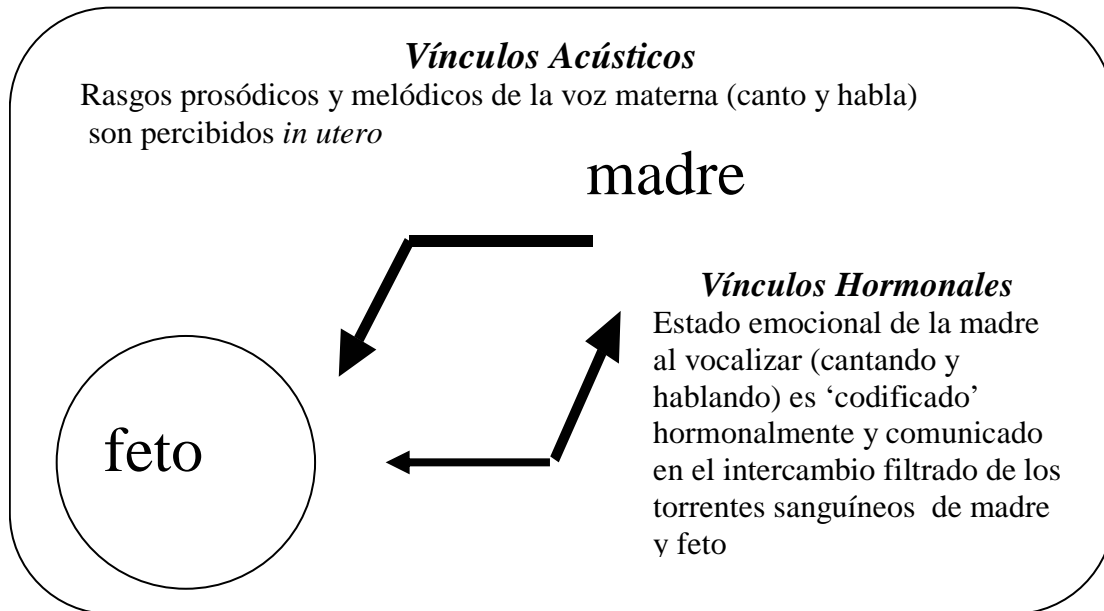 Vínculos Acústicos
Rasgos prosódicos y melódicos de la voz materna (canto y habla)
son percibidos in utero
madre
Vínculos Hormonales
Estado emocional de la madre
al vocalizar (cantando y
hablando) es ‘codificado’
hormonalmente y comunicado
en el intercambio filtrado de los
torrentes sanguíneos de madre
y feto
feto